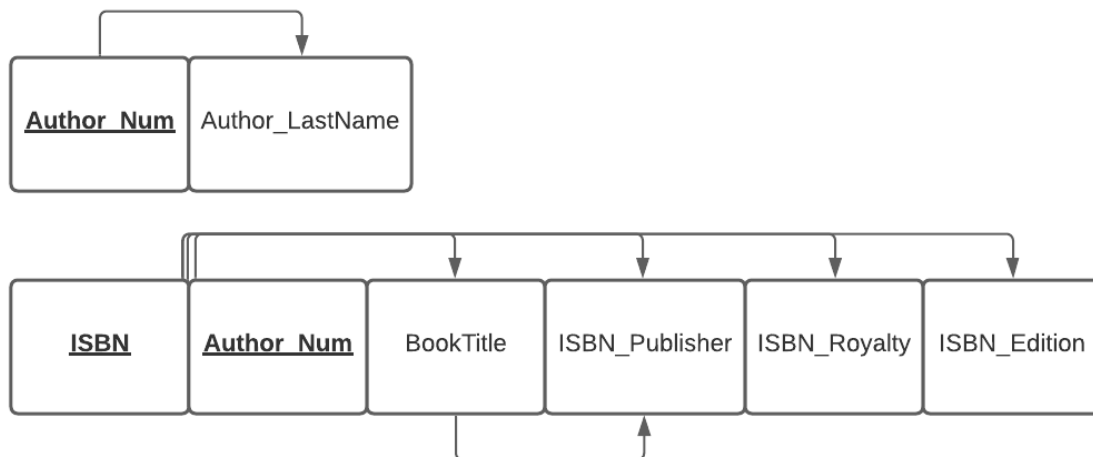 Author_Num
Author_LastName
ISBN
Author_Num
BookTitle
ISBN_Publisher
ISBN_Royalty
ISBN_Edition